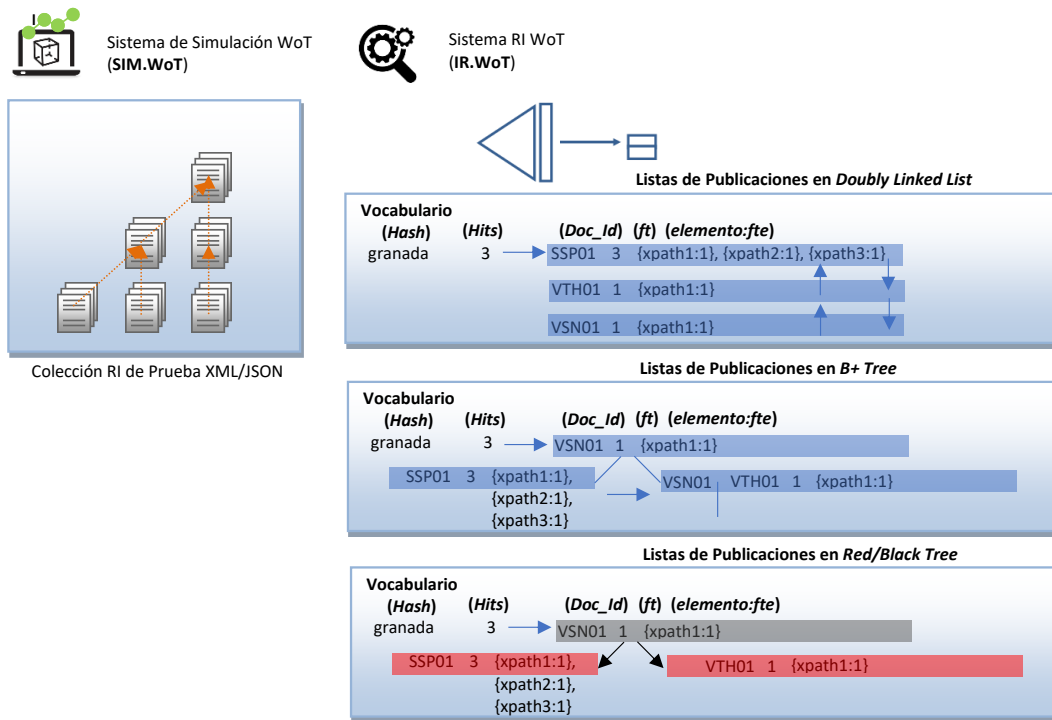 Sistema de Simulación WoT
(SIM.WoT)
Sistema RI WoT
(IR.WoT)
Colección RI de Prueba XML/JSON
Listas de Publicaciones en Doubly Linked List
Vocabulario
(Hash) (Hits) (Doc_Id) (ft) (elemento:fte)
granada 3 SSP01 3 {xpath1:1}, {xpath2:1}, {xpath3:1}
VTH01 1 {xpath1:1}
VSN01 1 {xpath1:1}
Listas de Publicaciones en B+ Tree
Vocabulario
(Hash) (Hits) (Doc_Id) (ft) (elemento:fte)
granada 3 VSN01 1 {xpath1:1}
SSP01 3 {xpath1:1}, VSN01 VTH01 1 {xpath1:1}
{xpath2:1},
{xpath3:1}
Listas de Publicaciones en Red/Black Tree
Vocabulario
(Hash) (Hits) (Doc_Id) (ft) (elemento:fte)
granada 3 VSN01 1 {xpath1:1}
SSP01 3 {xpath1:1}, VTH01 1 {xpath1:1}
{xpath2:1},
{xpath3:1}